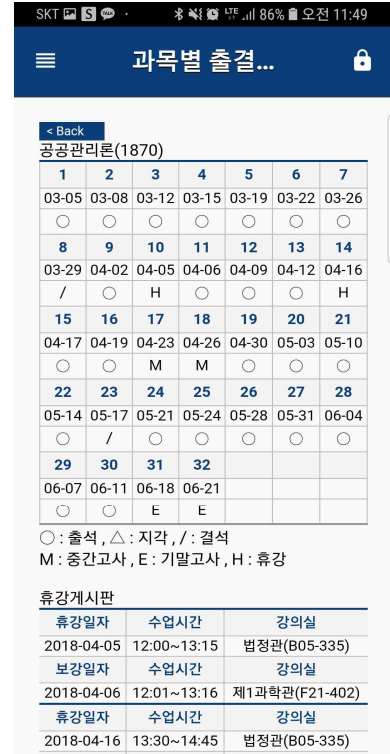 SKT S TALK LTE 86% 오전 11:49
과목별 출결...
< Back
공공관리론(1870)
1 2 3 4 5 6 7
03-05 03-08 03-12 03-15 03-19 03-22 03-26
○ ○ ○ ○ ○ ○ ○
8 9 10 11 12 13 14
03-29 04-02 04-05 04-06 04-09 04-12 04-16
/ ○ H ○ ○ ○ H
15 16 17 18 19 20 21
04-17 04-19 04-23 04-26 04-30 05-03 05-10
○ ○ M M ○ ○ ○
22 23 24 25 26 27 28
05-14 05-17 05-21 05-24 05-28 05-31 06-04
○ / ○ ○ ○ ○ ○
29 30 31 32
06-07 06-11 06-18 06-21
○ ○ E E
○ : 출석 , △ : 지각 , / : 결석
M : 중간고사 , E : 기말고사 , H : 휴강
휴강게시판
휴강일자 수업시간 강의실
2018-04-05 12:00~13:15 법정관(B05-335)
보강일자 수업시간 강의실
2018-04-06 12:01~13:16 제1과학관(F21-402)
휴강일자 수업시간 강의실
2018-04-16 13:30~14:45 법정관(B05-335)